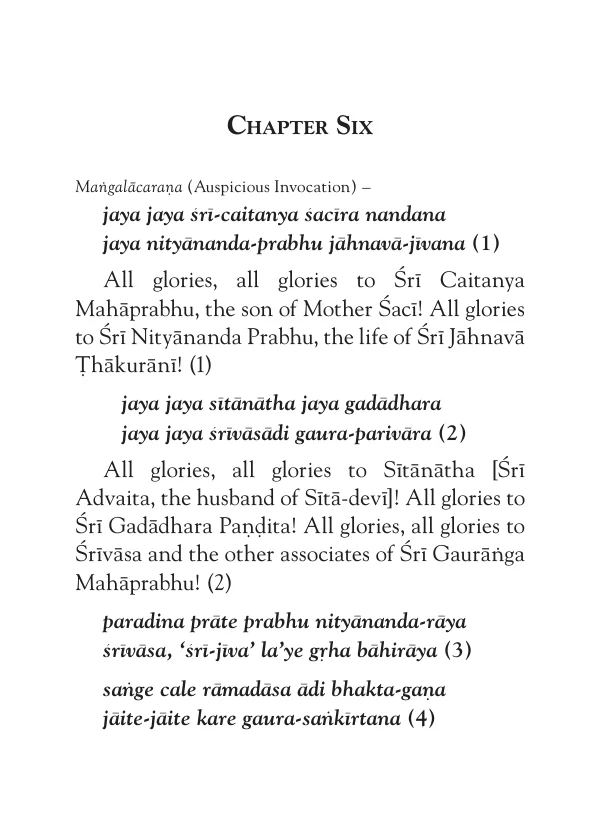 Chapter Six
Maṅgalācaraṇa (Auspicious Invocation) –
jaya jaya śrī-caitanya śacīra nandana
jaya nityānanda-prabhu jāhnavā-jīvana (1)
All glories, all glories to Śrī Caitanya
Mahāprabhu, the son of Mother Śacī! All glories
to Śrī Nityānanda Prabhu, the life of Śrī Jāhnavā
Ṭhākurānī! (1)
jaya jaya sītānātha jaya gadādhara
jaya jaya śrīvāsādi gaura-parivāra (2)
All glories, all glories to Sītānātha [Śrī
Advaita, the husband of Sītā-devī]! All glories to
Śrī Gadādhara Paṇḍita! All glories, all glories to
Śrīvāsa and the other associates of Śrī Gaurāṅga
Mahāprabhu! (2)
paradina prāte prabhu nityānanda-rāya
śrīvāsa, ‘śrī-jīva’ la’ye gṛha bāhirāya (3)
saṅge cale rāmadāsa ādi bhakta-gaṇa
jāite-jāite kare gaura-saṅkīrtana (4)